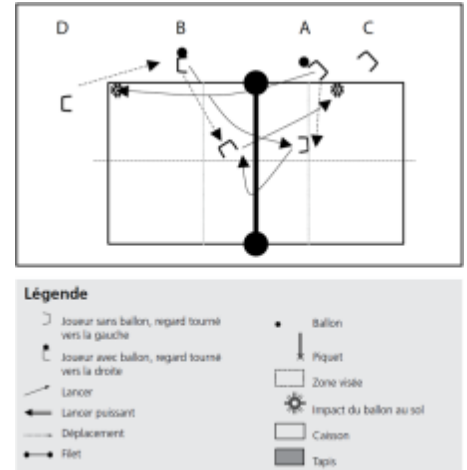 D B A C
Légende
Joueur sans ballon, regard tourné
vers la gauche
Joueur avec ballon, regard tourné
vers la droite
Lancer
Lancer puissant
Déplacement
Filet
Ballon
Piquet
Zone visée
Impact du ballon au sol
Caisson
Tapis